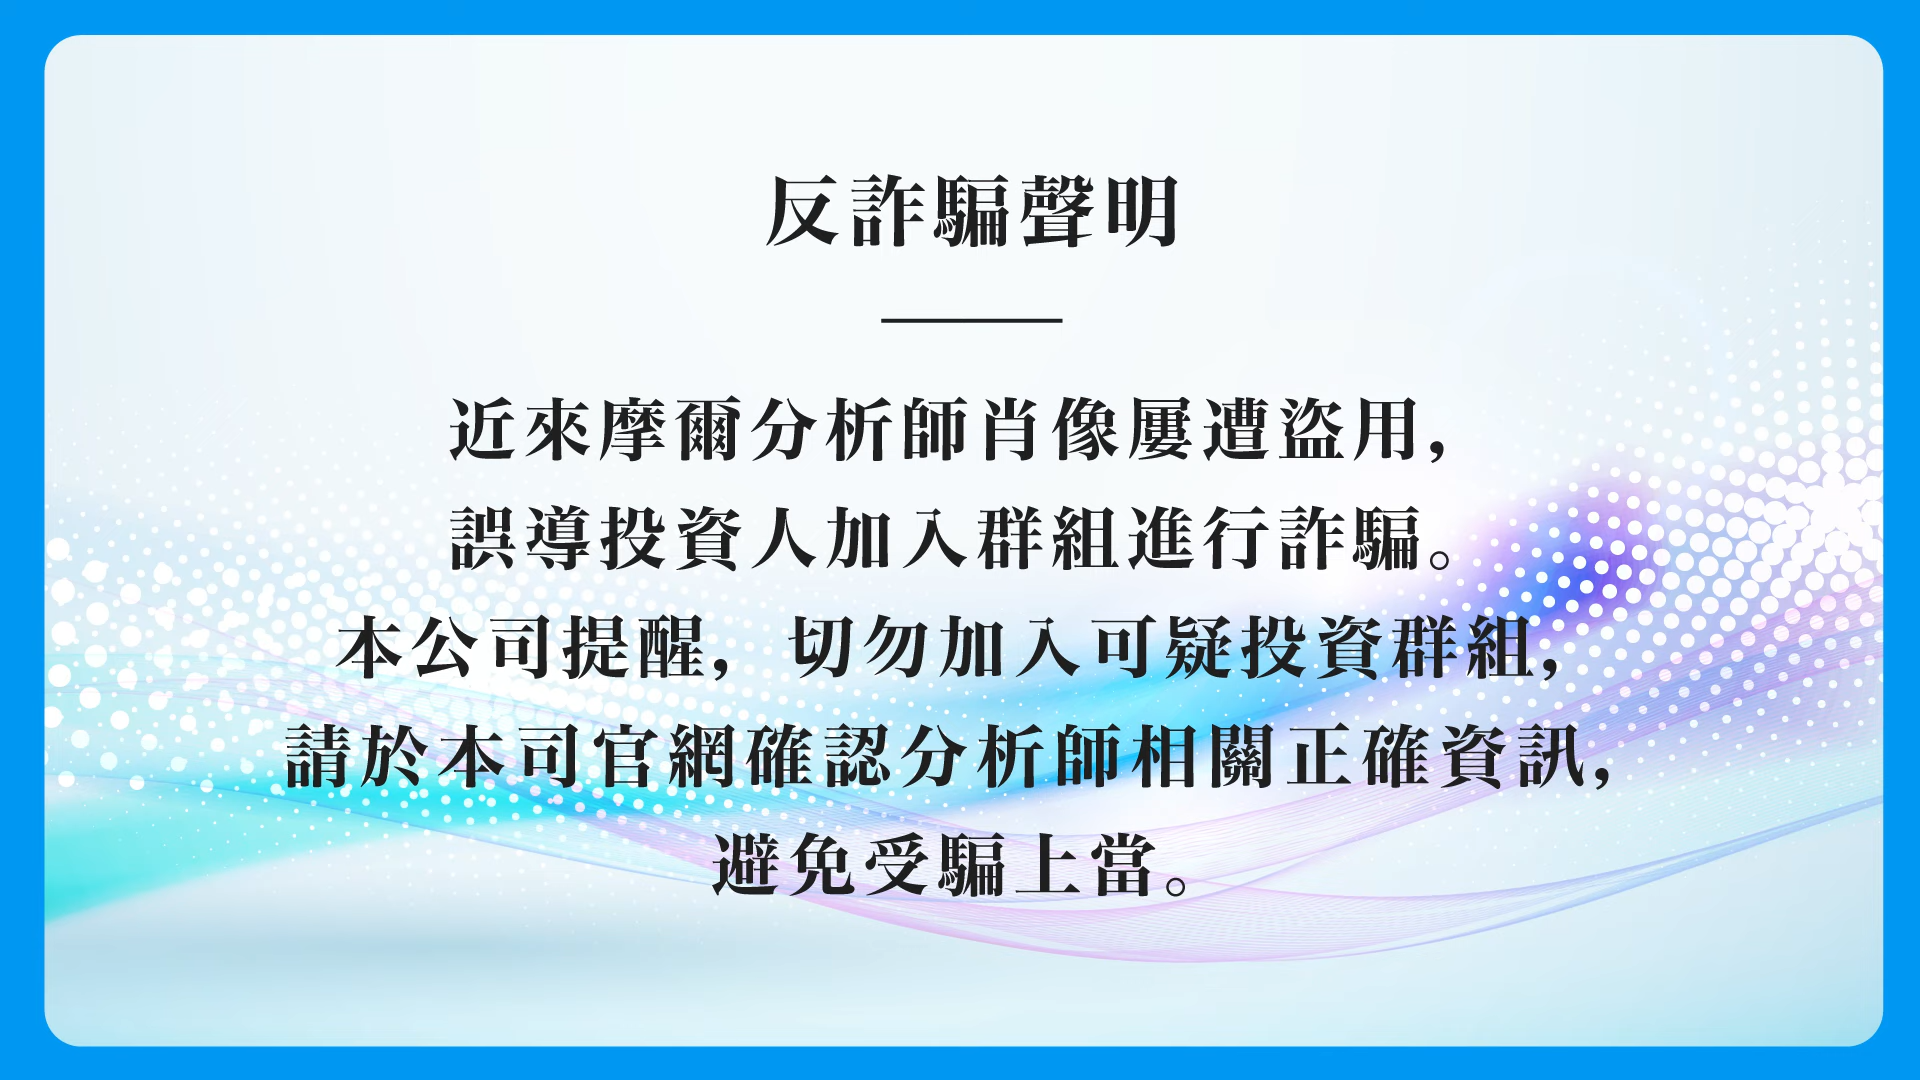 反詐騙聲明
近來摩爾分析師肖像屢遭盜用，
誤導投資人加入群組進行詐騙。
本公司提醒，切勿加入可疑投資群組，
請於本司官網確認分析師相關正確資訊，
避免受騙上當。